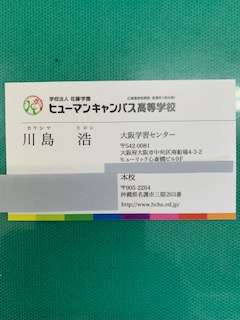 学校法人 佐藤学園
ヒューマンキャンパス高等学校
カワシマ ヒロシ
川島 浩
大阪学習センター
〒542-0081
大阪府大阪市中央区南船場4-3-2
ヒューリック心斎橋ビル9F
本校
〒905-2264
沖縄県名護市三原263番
http://www.hchs.ed.jp/